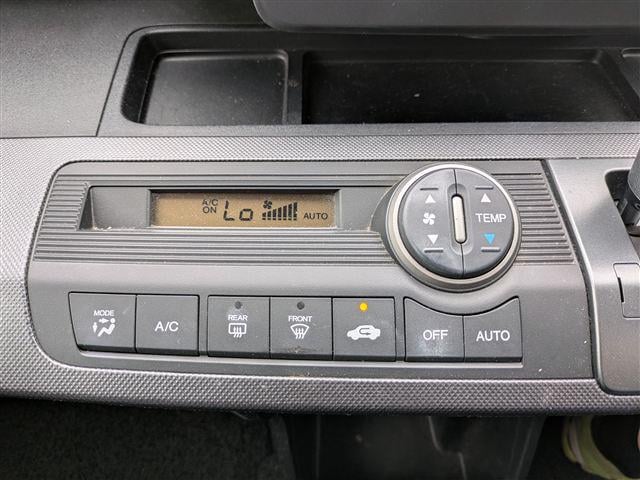 A/C
ON Lo AUTO
TEMP
MODE
A/C
REAR
FRONT
OFF
AUTO